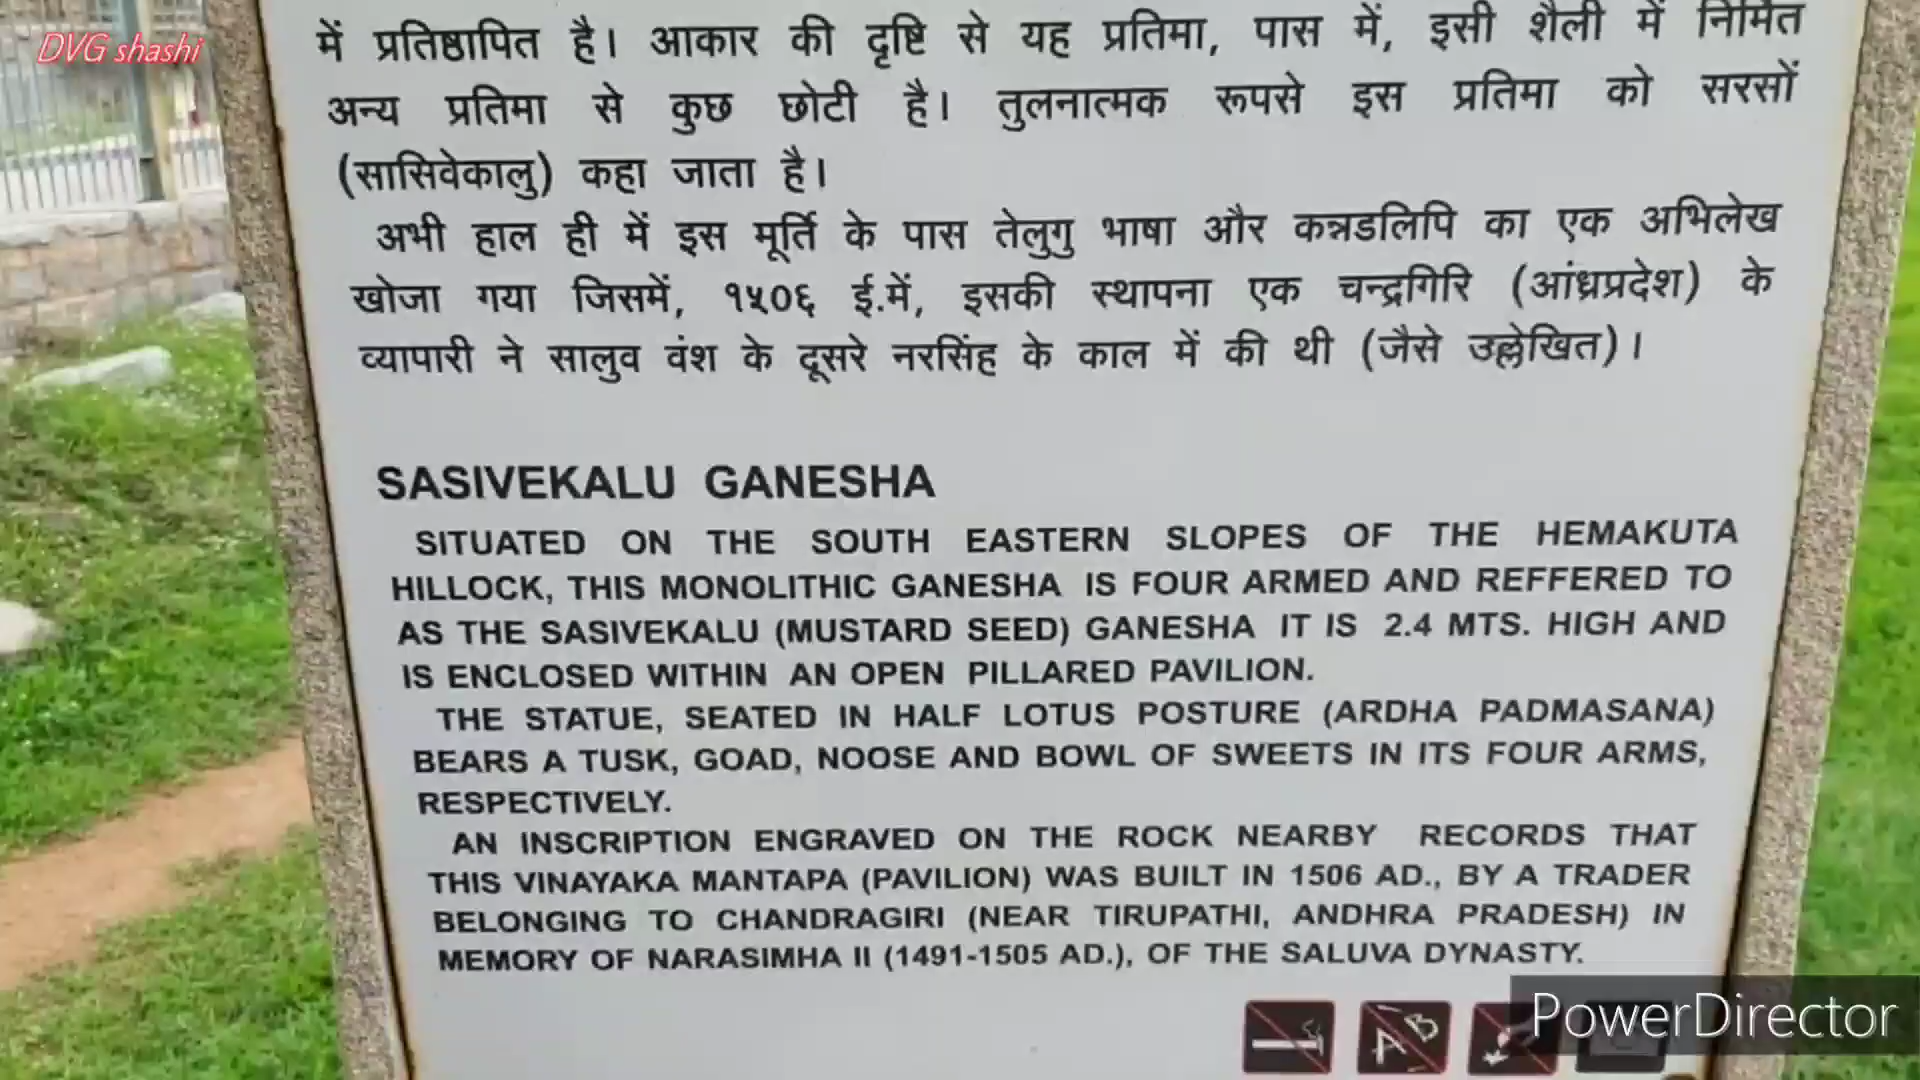 DVG shashi
में प्रतिष्ठापित है। आकार की दृष्टि से यह प्रतिमा, पास में, इसी शैली में निर्मित
अन्य प्रतिमा से कुछ छोटी है। तुलनात्मक रूपसे इस प्रतिमा को सरसों
(सासिवेकालु) कहा जाता है।
अभी हाल ही में इस मूर्ति के पास तेलुगु भाषा और कन्नडलिपि का एक अभिलेख
खोजा गया जिसमें, १५०६ ई.में, इसकी स्थापना एक चन्द्रगिरि (आंध्रप्रदेश) के
व्यापारी ने सालुव वंश के दूसरे नरसिंह के काल में की थी (जैसे उल्लेखित)।
SASIVEKALU GANESHA
SITUATED ON THE SOUTH EASTERN SLOPES OF THE HEMAKUTA
HILLOCK, THIS MONOLITHIC GANESHA IS FOUR ARMED AND REFFERED TO
AS THE SASIVEKALU (MUSTARD SEED) GANESHA IT IS 2.4 MTS. HIGH AND
IS ENCLOSED WITHIN AN OPEN PILLARED PAVILION.
THE STATUE, SEATED IN HALF LOTUS POSTURE (ARDHA PADMASANA)
BEARS A TUSK, GOAD, NOOSE AND BOWL OF SWEETS IN ITS FOUR ARMS,
RESPECTIVELY.
AN INSCRIPTION ENGRAVED ON THE ROCK NEARBY RECORDS THAT
THIS VINAYAKA MANTAPA (PAVILION) WAS BUILT IN 1506 AD., BY A TRADER
BELONGING TO CHANDRAGIRI (NEAR TIRUPATHI, ANDHRA PRADESH) IN
MEMORY OF NARASIMHA II (1491-1505 AD.), OF THE SALUVA DYNASTY.
A B
PowerDirector